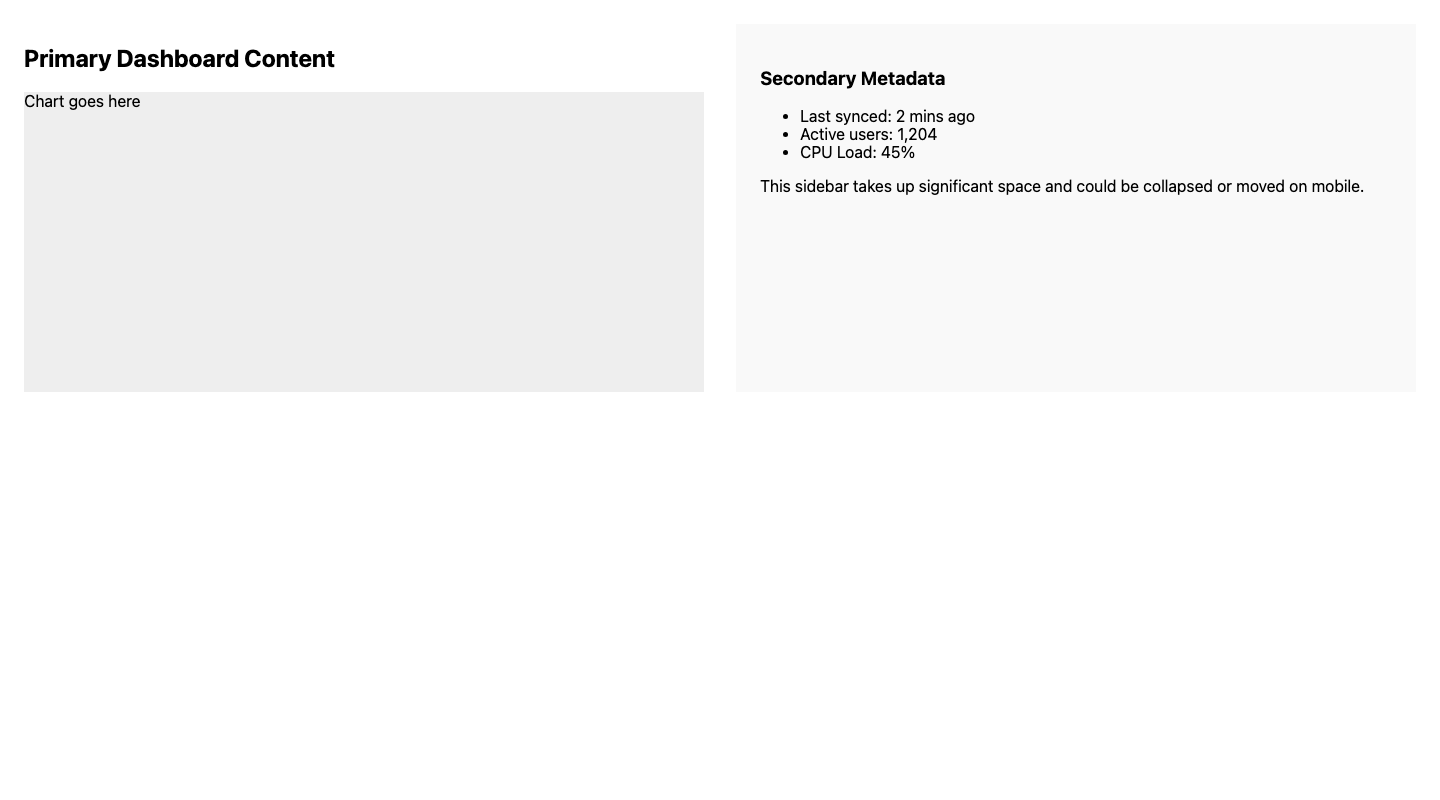 Primary Dashboard Content
Chart goes here
Secondary Metadata
• Last synced: 2 mins ago
• Active users: 1,204
• CPU Load: 45%
This sidebar takes up significant space and could be collapsed or moved on mobile.